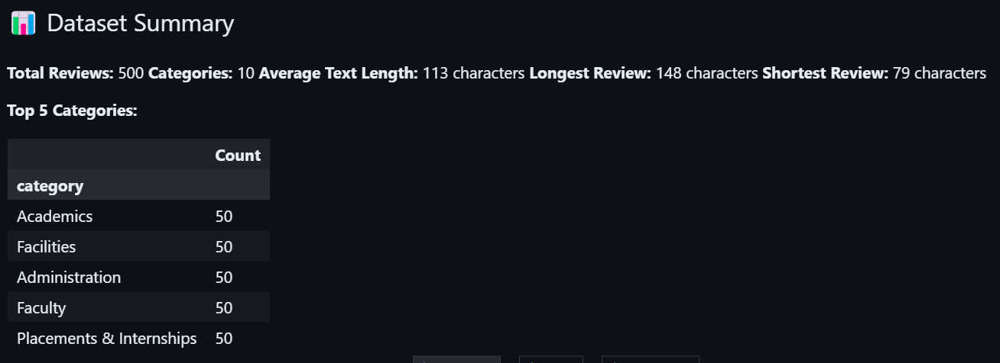 Dataset Summary
Total Reviews: 500 Categories: 10 Average Text Length: 113 characters Longest Review: 148 characters Shortest Review: 79 characters
Top 5 Categories:
Count
category
Academics 50
Facilities 50
Administration 50
Faculty 50
Placements & Internships 50